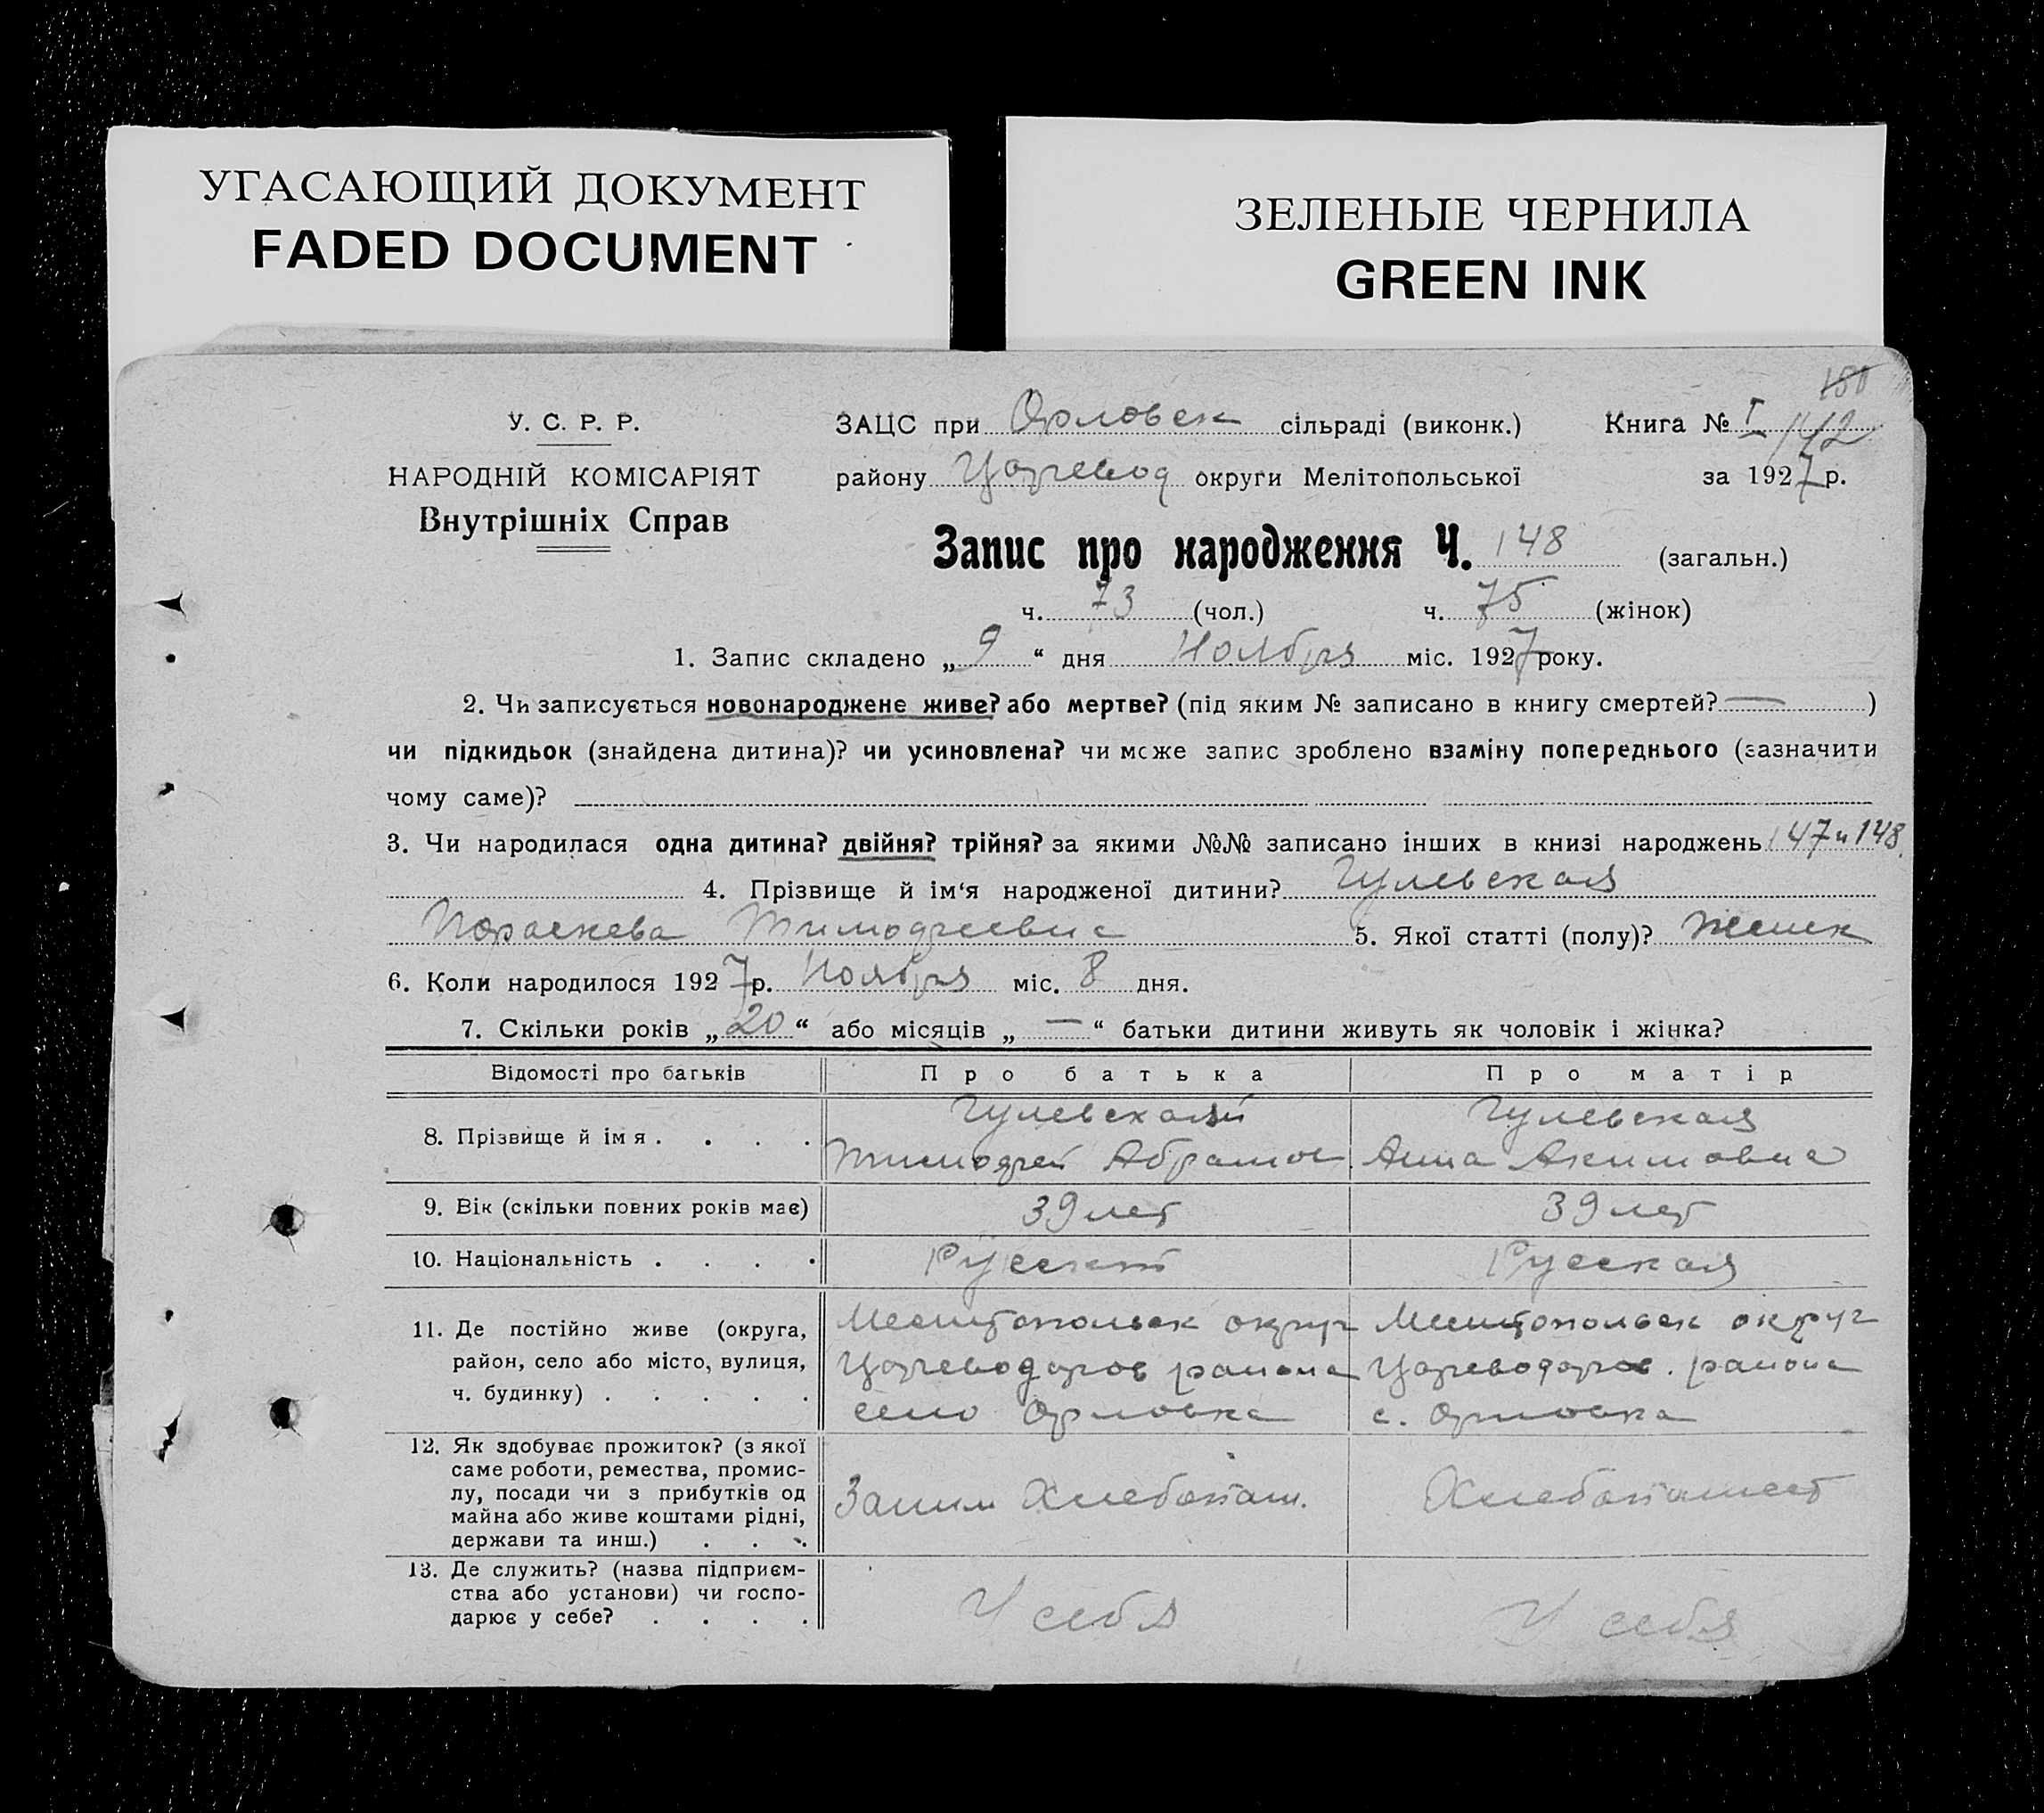 УГАСАЮЩИЙ ДОКУМЕНТ
FADED DOCUMENT
ЗЕЛЕНЫЕ ЧЕРНИЛА
GREEN INK
150
У. С. Р. Р.
НАРОДНІЙ КОМІСАРІЯТ
Внутрішніх Справ
ЗАЦС при Орловск сільраді (виконк.) Книга № I 142
району Царевод округи Мелітопольської за 1927 р.
Запис про народження Ч. 148 (загальн.)
ч. 73 (чол.) ч. 75 (жінок)
1. Запис складено „ 9 “ дня Ноября міс. 1927 року.
2. Чи записується новонароджене живе? або мертве? (під яким № записано в книгу смертей? — )
чи підкидьок (знайдена дитина)? чи усиновлена? чи може запис зроблено взаміну попереднього (зазначити
чому саме)?
3. Чи народилася одна дитина? двійня? трійня? за якими №№ записано інших в книзі народжень 147 и 148.
4. Прізвище й ім‘я народженої дитини? Гулевская
Параскева Тимофеевна 5. Якої статті (полу)? женск
6. Коли народилося 1927 р. Ноября міс. 8 дня.
7. Скільки років „ 20 “ або місяців „ — “ батьки дитини живуть як чоловік і жінка?
Відомості про батьків Про батька Про матір
8. Прізвище й ім я . . . .
Гулевский
Тимофей Абрамов
Гулевская
Анна Акимовна
9. Вік (скільки повних років має) 39 лет 39 лет
10. Національність . . . . Русский Русская
11. Де постійно живе (округа,
район, село або місто, вулиця,
ч. будинку) . . . . .
Мелитопольск округ
Цареводаров района
село Орловка
Мелитопольск округ
Цареводаров. района
с. Орловка
12. Як здобуває прожиток? (з якої
саме роботи, ремества, промис-
лу, посади чи з прибутків од
майна або живе коштами рідні,
держави та инш.) . . .
Заним Хлебопаш.
Хлебопашест
13. Де служить? (назва підприєм-
ства або установи) чи госпо-
дарює у себе? . . . .
У себя
У себя